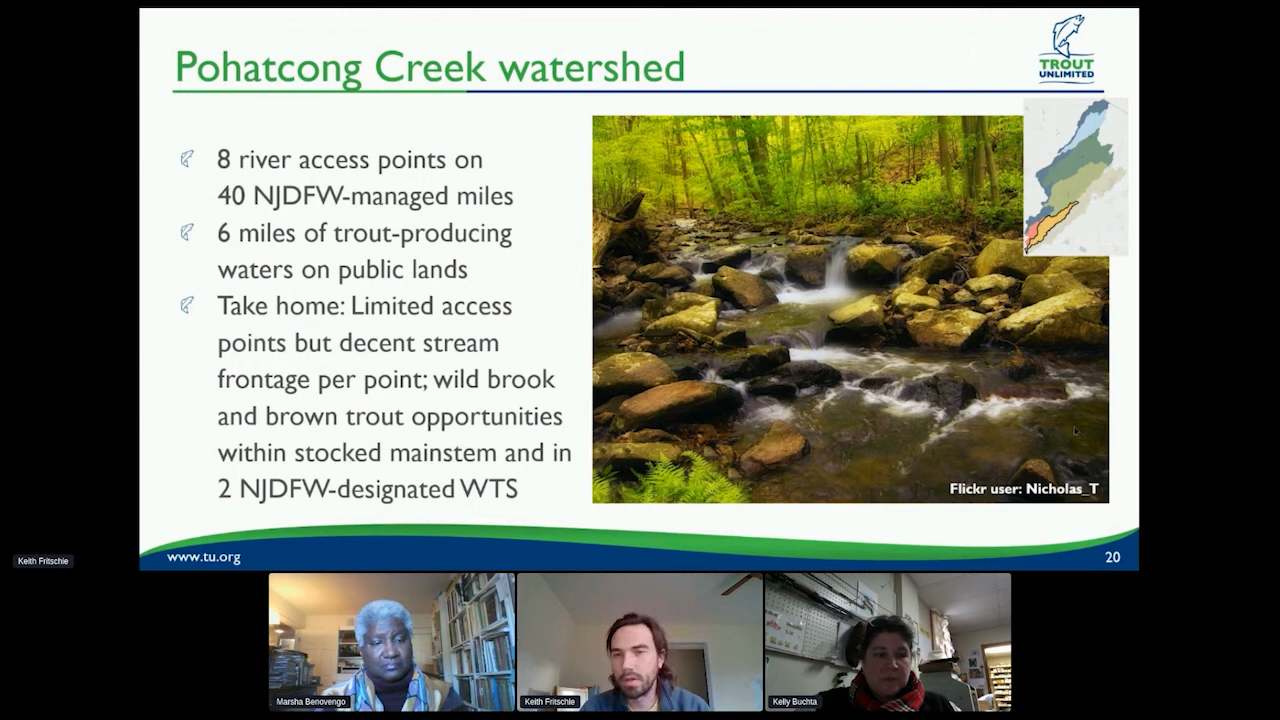 Pohatcong Creek watershed
TROUT
UNLIMITED
8 river access points on
40 NJDFW-managed miles
6 miles of trout-producing
waters on public lands
Take home: Limited access
points but decent stream
frontage per point; wild brook
and brown trout opportunities
within stocked mainstem and in
2 NJDFW-designated WTS
Flickr user: Nicholas_T
www.tu.org
20
Keith Fritschie
Marsha Benovengo
Keith Fritschie
Kelly Buchta